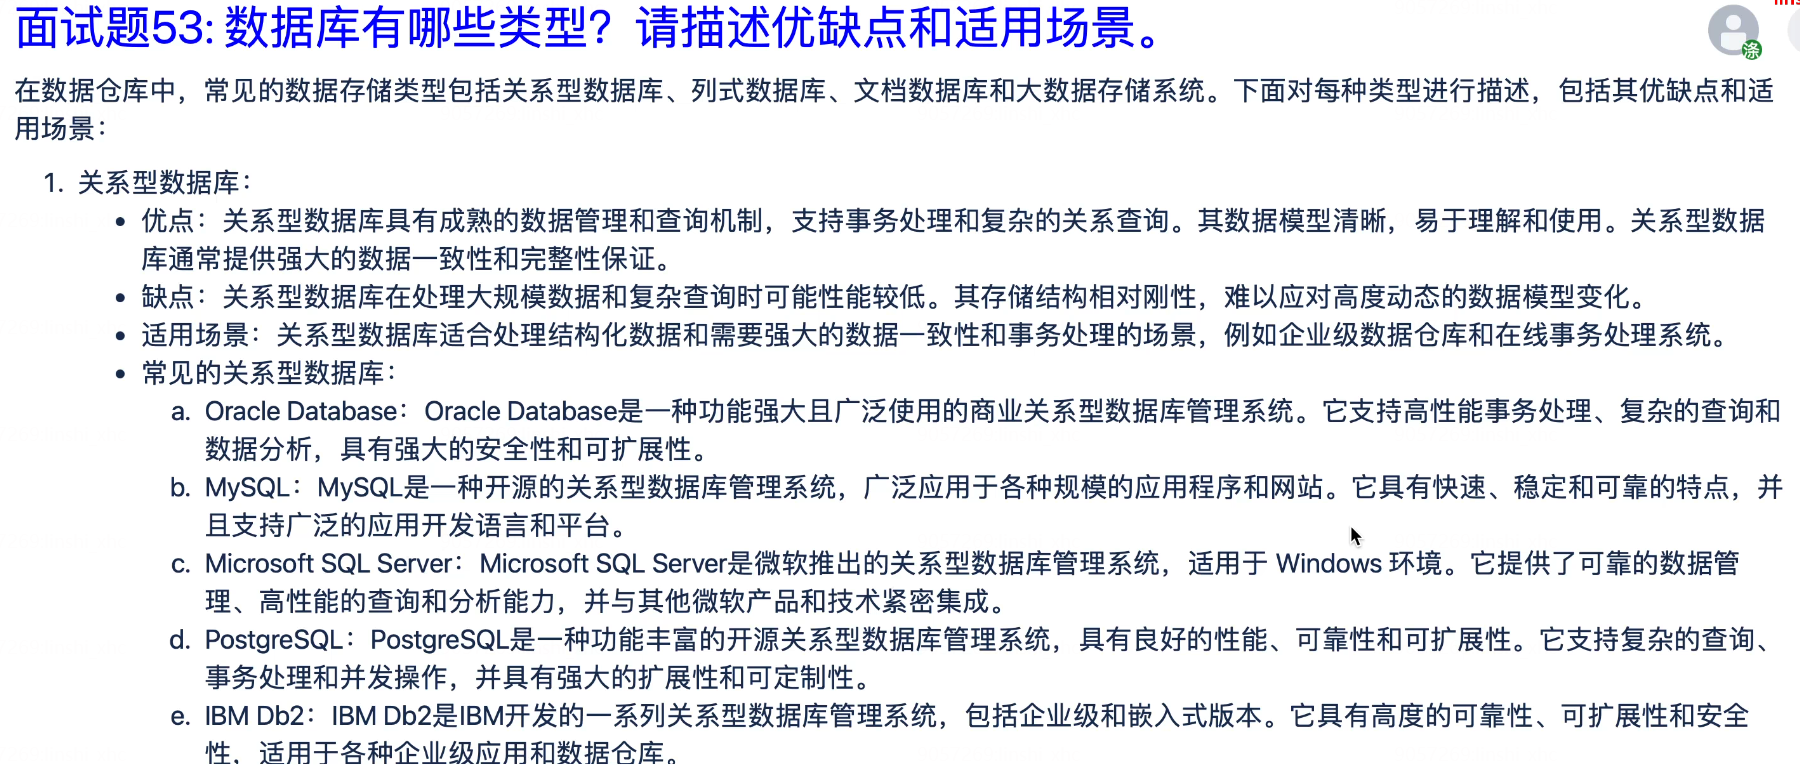 面试题53: 数据库有哪些类型？请描述优缺点和适用场景。
涤
在数据仓库中，常见的数据存储类型包括关系型数据库、列式数据库、文档数据库和大数据存储系统。下面对每种类型进行描述，包括其优缺点和适
用场景：
1. 关系型数据库：
• 优点：关系型数据库具有成熟的数据管理和查询机制，支持事务处理和复杂的关系查询。其数据模型清晰，易于理解和使用。关系型数据
库通常提供强大的数据一致性和完整性保证。
• 缺点：关系型数据库在处理大规模数据和复杂查询时可能性能较低。其存储结构相对刚性，难以应对高度动态的数据模型变化。
• 适用场景：关系型数据库适合处理结构化数据和需要强大的数据一致性和事务处理的场景，例如企业级数据仓库和在线事务处理系统。
• 常见的关系型数据库：
a. Oracle Database：Oracle Database是一种功能强大且广泛使用的商业关系型数据库管理系统。它支持高性能事务处理、复杂的查询和
数据分析，具有强大的安全性和可扩展性。
b. MySQL：MySQL是一种开源的关系型数据库管理系统，广泛应用于各种规模的应用程序和网站。它具有快速、稳定和可靠的特点，并
且支持广泛的应用开发语言和平台。
c. Microsoft SQL Server：Microsoft SQL Server是微软推出的关系型数据库管理系统，适用于 Windows 环境。它提供了可靠的数据管
理、高性能的查询和分析能力，并与其他微软产品和技术紧密集成。
d. PostgreSQL：PostgreSQL是一种功能丰富的开源关系型数据库管理系统，具有良好的性能、可靠性和可扩展性。它支持复杂的查询、
事务处理和并发操作，并具有强大的扩展性和可定制性。
e. IBM Db2：IBM Db2是IBM开发的一系列关系型数据库管理系统，包括企业级和嵌入式版本。它具有高度的可靠性、可扩展性和安全
性，适用于各种企业级应用和数据仓库。